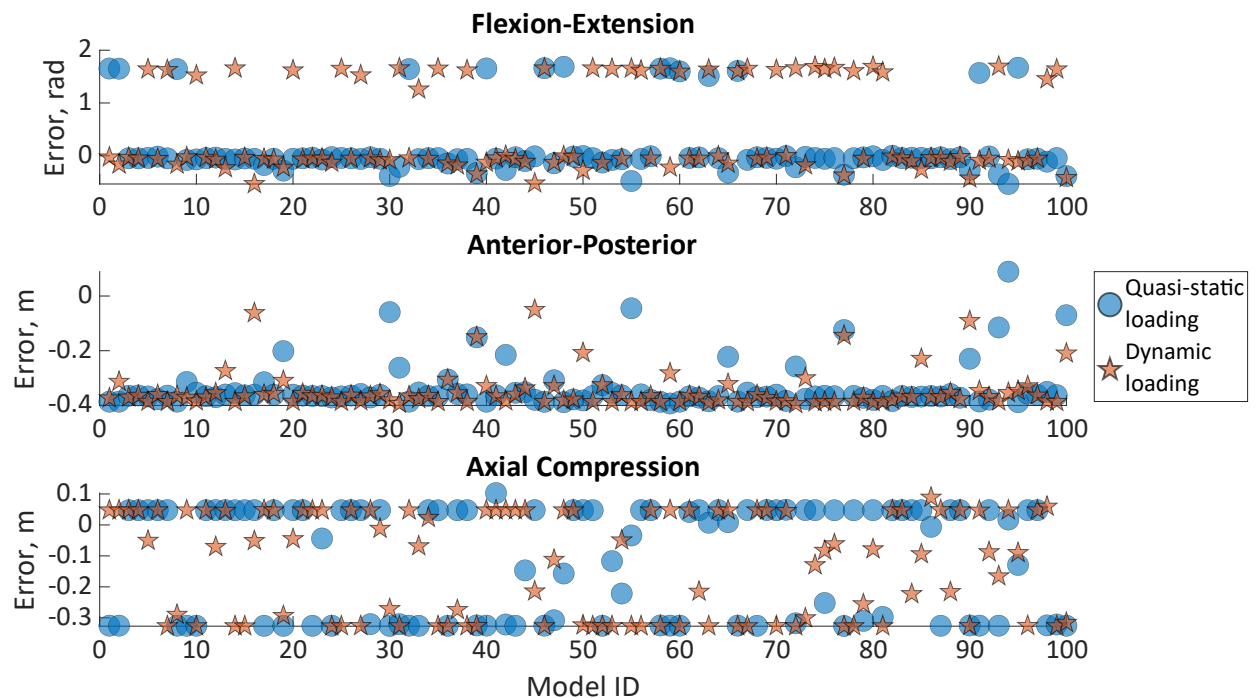 Flexion-Extension
Error, rad
2
1
0
0 10 20 30 40 50 60 70 80 90 100
Anterior-Posterior
Error, m
0
-0.2
-0.4
0 10 20 30 40 50 60 70 80 90 100
Quasi-static
loading
Dynamic
loading
Axial Compression
Error, m
0.1
0
-0.1
-0.2
-0.3
0 10 20 30 40 50 60 70 80 90 100
Model ID